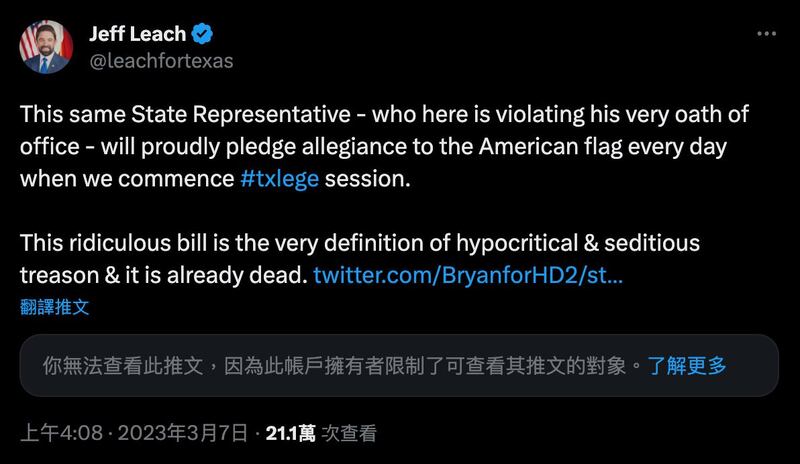 Jeff Leach
@leachfortexas
This same State Representative - who here is violating his very oath of
office - will proudly pledge allegiance to the American flag every day
when we commence #txlege session.
This ridiculous bill is the very definition of hypocritical & seditious
treason & it is already dead. twitter.com/BryanforHD2/st...
翻譯推文
你無法查看此推文，因為此帳戶擁有者限制了可查看其推文的對象。了解更多
上午4:08 · 2023年3月7日 · 21.1萬 次查看